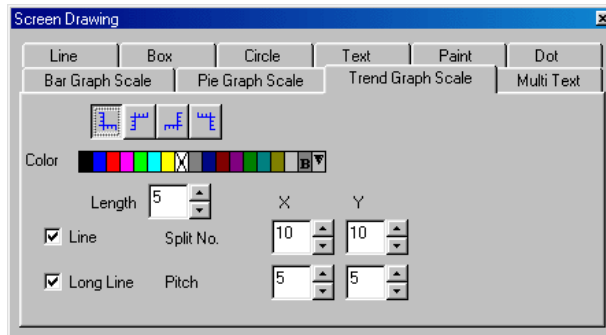 Screen Drawing
Line Box Circle Text Paint Dot
Bar Graph Scale Pie Graph Scale Trend Graph Scale Multi Text
Color B
Length 5 X Y
Line Split No. 10 10
Long Line Pitch 5 5